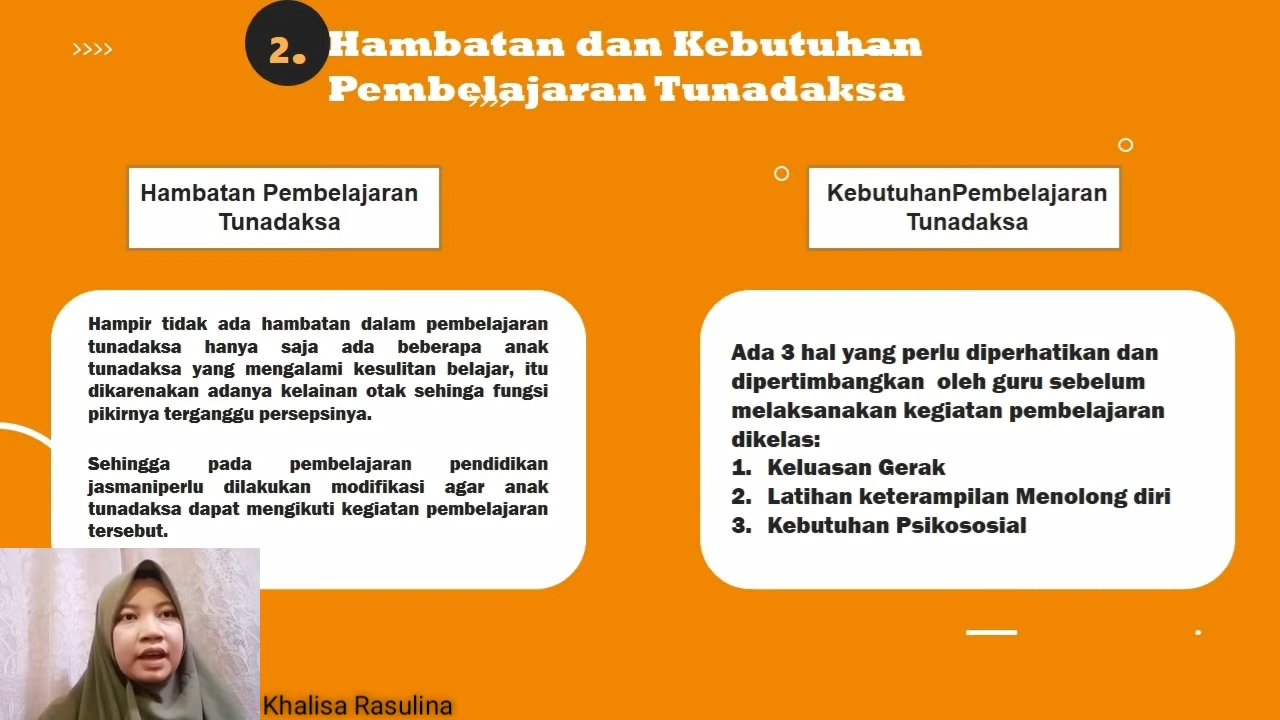 2.
Hambatan dan Kebutuhan
Pembelajaran Tunadaksa
Hambatan Pembelajaran
Tunadaksa
Hampir tidak ada hambatan dalam pembelajaran
tunadaksa hanya saja ada beberapa anak
tunadaksa yang mengalami kesulitan belajar, itu
dikarenakan adanya kelainan otak sehinga fungsi
pikirnya terganggu persepsinya.
Sehingga pada pembelajaran pendidikan
jasmaniperlu dilakukan modifikasi agar anak
tunadaksa dapat mengikuti kegiatan pembelajaran
tersebut.
KebutuhanPembelajaran
Tunadaksa
Ada 3 hal yang perlu diperhatikan dan
dipertimbangkan oleh guru sebelum
melaksanakan kegiatan pembelajaran
dikelas:
1. Keluasan Gerak
2. Latihan keterampilan Menolong diri
3. Kebutuhan Psikososial
Khalisa Rasulina